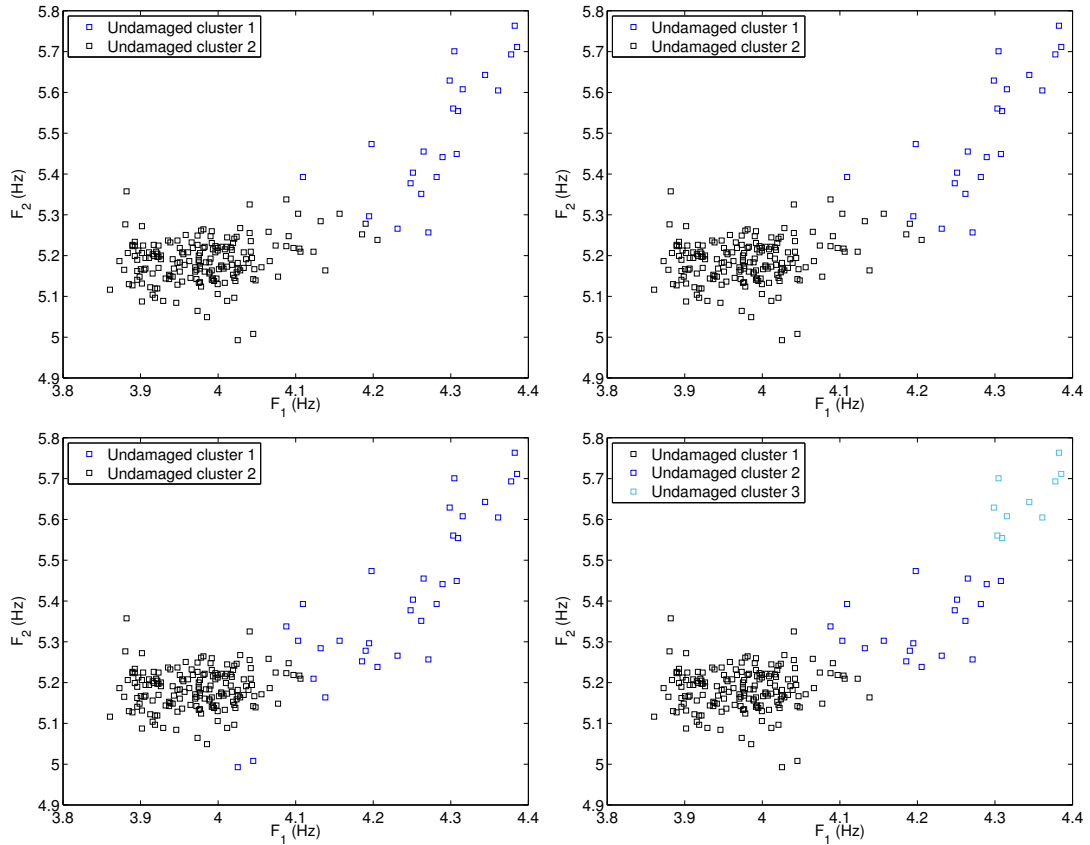 5.8
5.7
5.6
5.5
5.4
5.3
5.2
5.1
5
4.9
F2 (Hz)
Undamaged cluster 1
Undamaged cluster 2
3.8 3.9 4 4.1 4.2 4.3 4.4
F1 (Hz)
5.8
5.7
5.6
5.5
5.4
5.3
5.2
5.1
5
4.9
F2 (Hz)
Undamaged cluster 1
Undamaged cluster 2
3.8 3.9 4 4.1 4.2 4.3 4.4
F1 (Hz)
5.8
5.7
5.6
5.5
5.4
5.3
5.2
5.1
5
4.9
F2 (Hz)
Undamaged cluster 1
Undamaged cluster 2
3.8 3.9 4 4.1 4.2 4.3 4.4
F1 (Hz)
5.8
5.7
5.6
5.5
5.4
5.3
5.2
5.1
5
4.9
F2 (Hz)
Undamaged cluster 1
Undamaged cluster 2
Undamaged cluster 3
3.8 3.9 4 4.1 4.2 4.3 4.4
F1 (Hz)